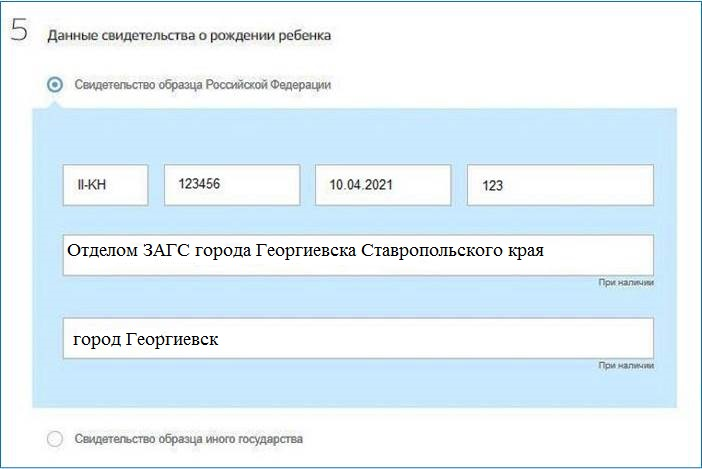 5 Данные свидетельства о рождении ребенка
Свидетельство образца Российской Федерации
II-КН 123456 10.04.2021 123
Отделом ЗАГС города Георгиевска Ставропольского края
При наличии
город Георгиевск
При наличии
Свидетельство образца иного государства